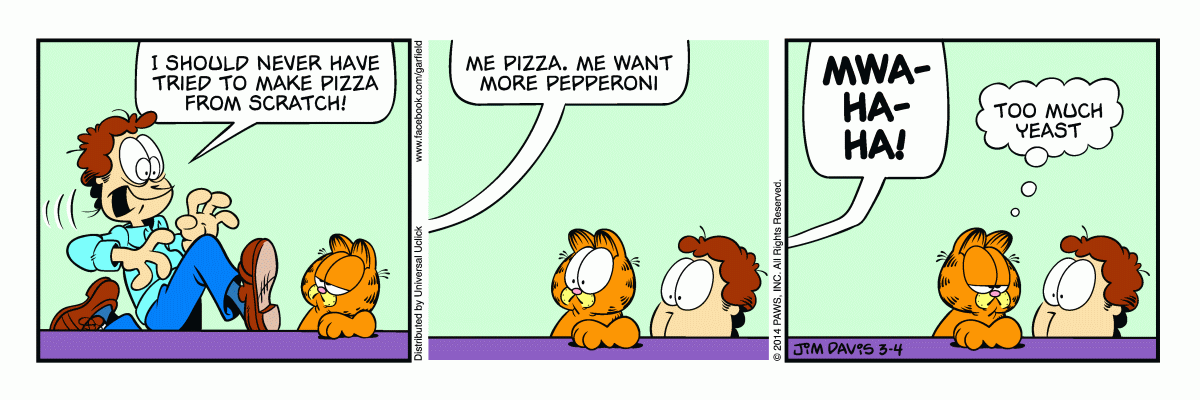 I SHOULD NEVER HAVE
TRIED TO MAKE PIZZA
FROM SCRATCH!
www.facebook.com/garfield
Distributed by Universal Uclick
ME PIZZA. ME WANT
MORE PEPPERONI
© 2014 PAWS, INC. All Rights Reserved.
MWA-
HA-
HA!
TOO MUCH
YEAST
JIM DAVIS 3-4